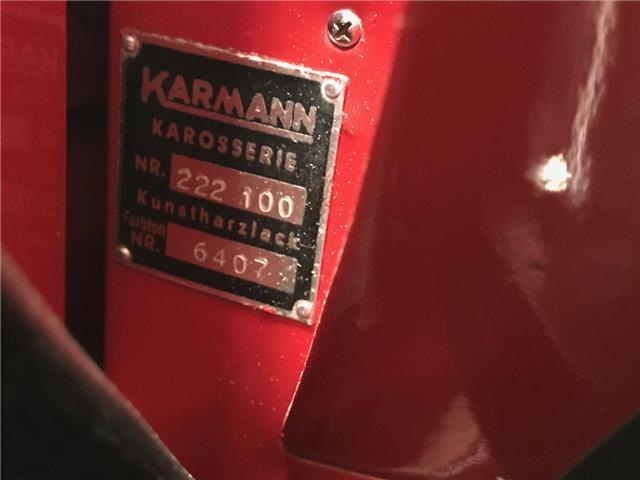 KARMANN
KAROSSERIE
NR. 222 100
Kunstharzlack
Farbton
NR. 6407